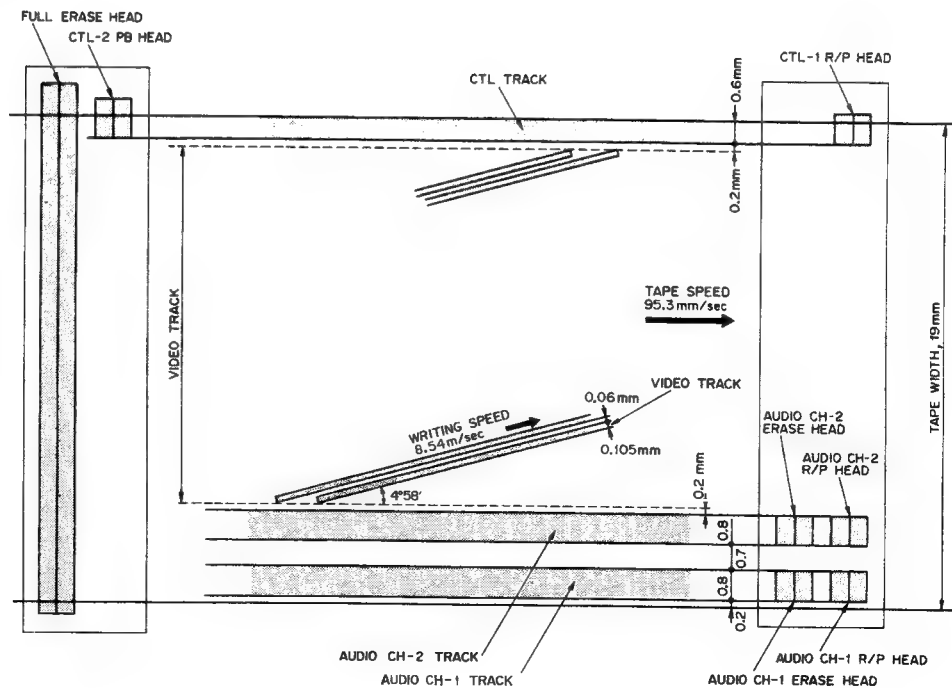 FULL ERASE HEAD
CTL-2 PB HEAD
CTL-1 R/P HEAD
CTL TRACK
0.6mm
0.2mm
VIDEO TRACK
TAPE SPEED
95.3mm/sec
TAPE WIDTH, 19mm
0.06mm
VIDEO TRACK
WRITING SPEED
8.54m/sec
0.105mm
4°58'
AUDIO CH-2
ERASE HEAD
AUDIO CH-2
R/P HEAD
0.2 mm
0.8
0.7
0.8
0.2
AUDIO CH-2 TRACK
AUDIO CH-1 TRACK
AUDIO CH-1 R/P HEAD
AUDIO CH-1 ERASE HEAD